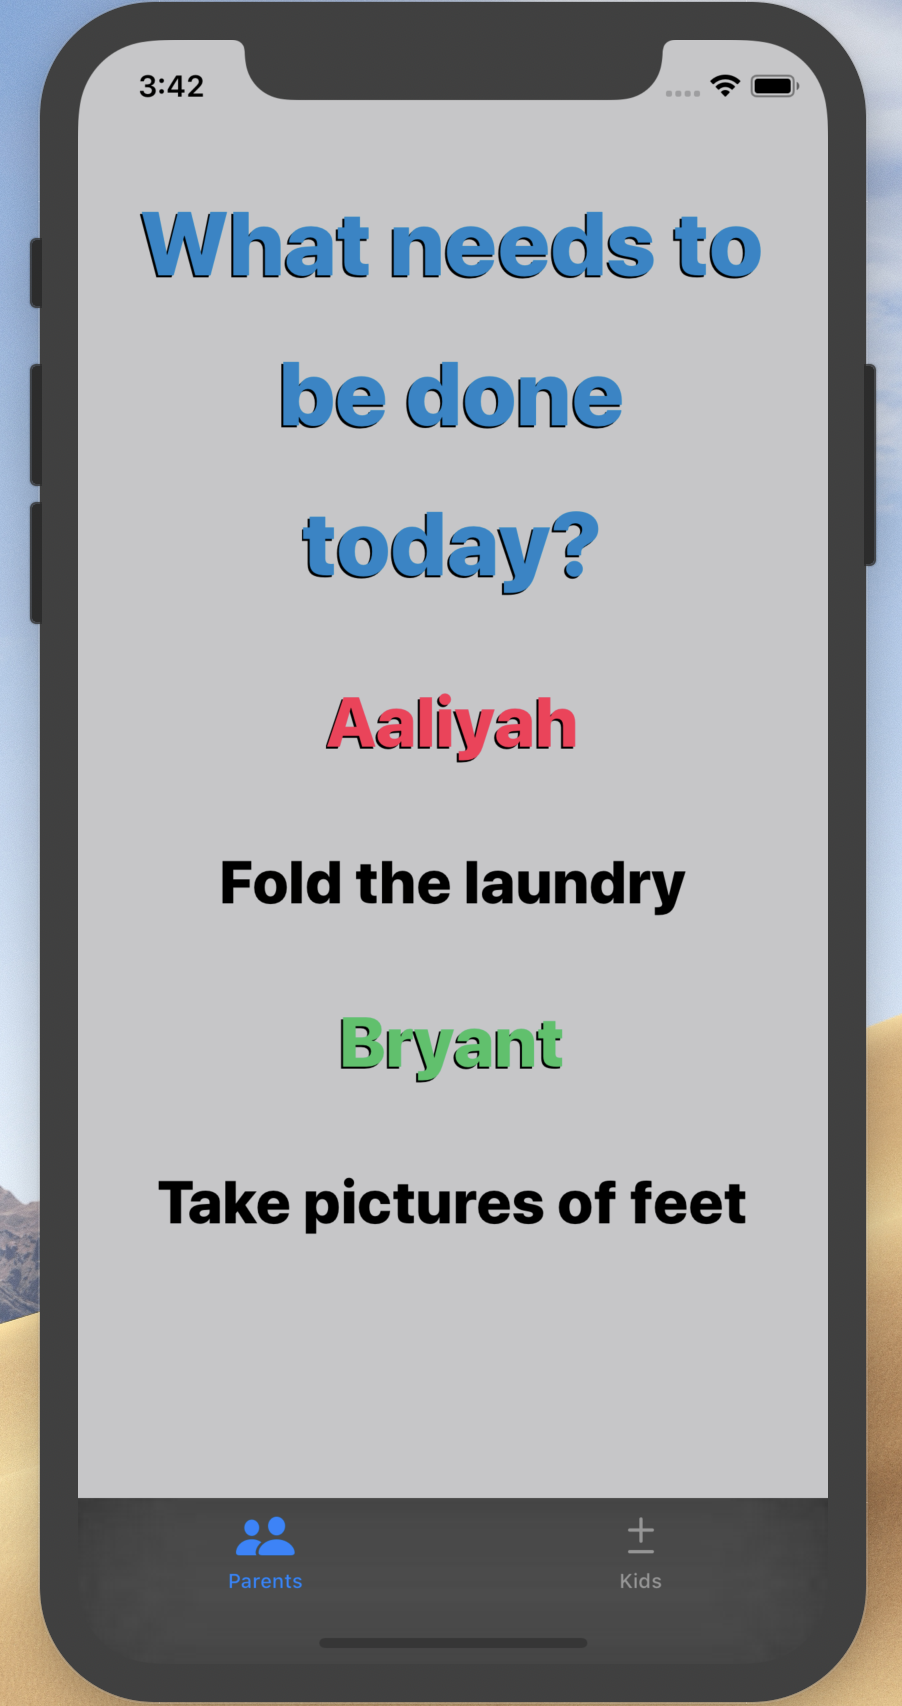 3:42
What needs to
be done
today?
Aaliyah
Fold the laundry
Bryant
Take pictures of feet
Parents
Kids